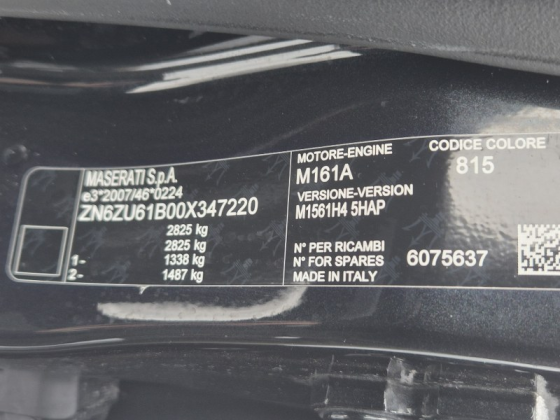 MASERATI S.p.A.
e3*2007/46*0224
ZN6ZU61B00X347220
2825 kg
2825 kg
1- 1338 kg
2- 1487 kg
MOTORE-ENGINE
M161A
VERSIONE-VERSION
M1561H4 5HAP
CODICE COLORE
815
N° PER RICAMBI
N° FOR SPARES 6075637
MADE IN ITALY